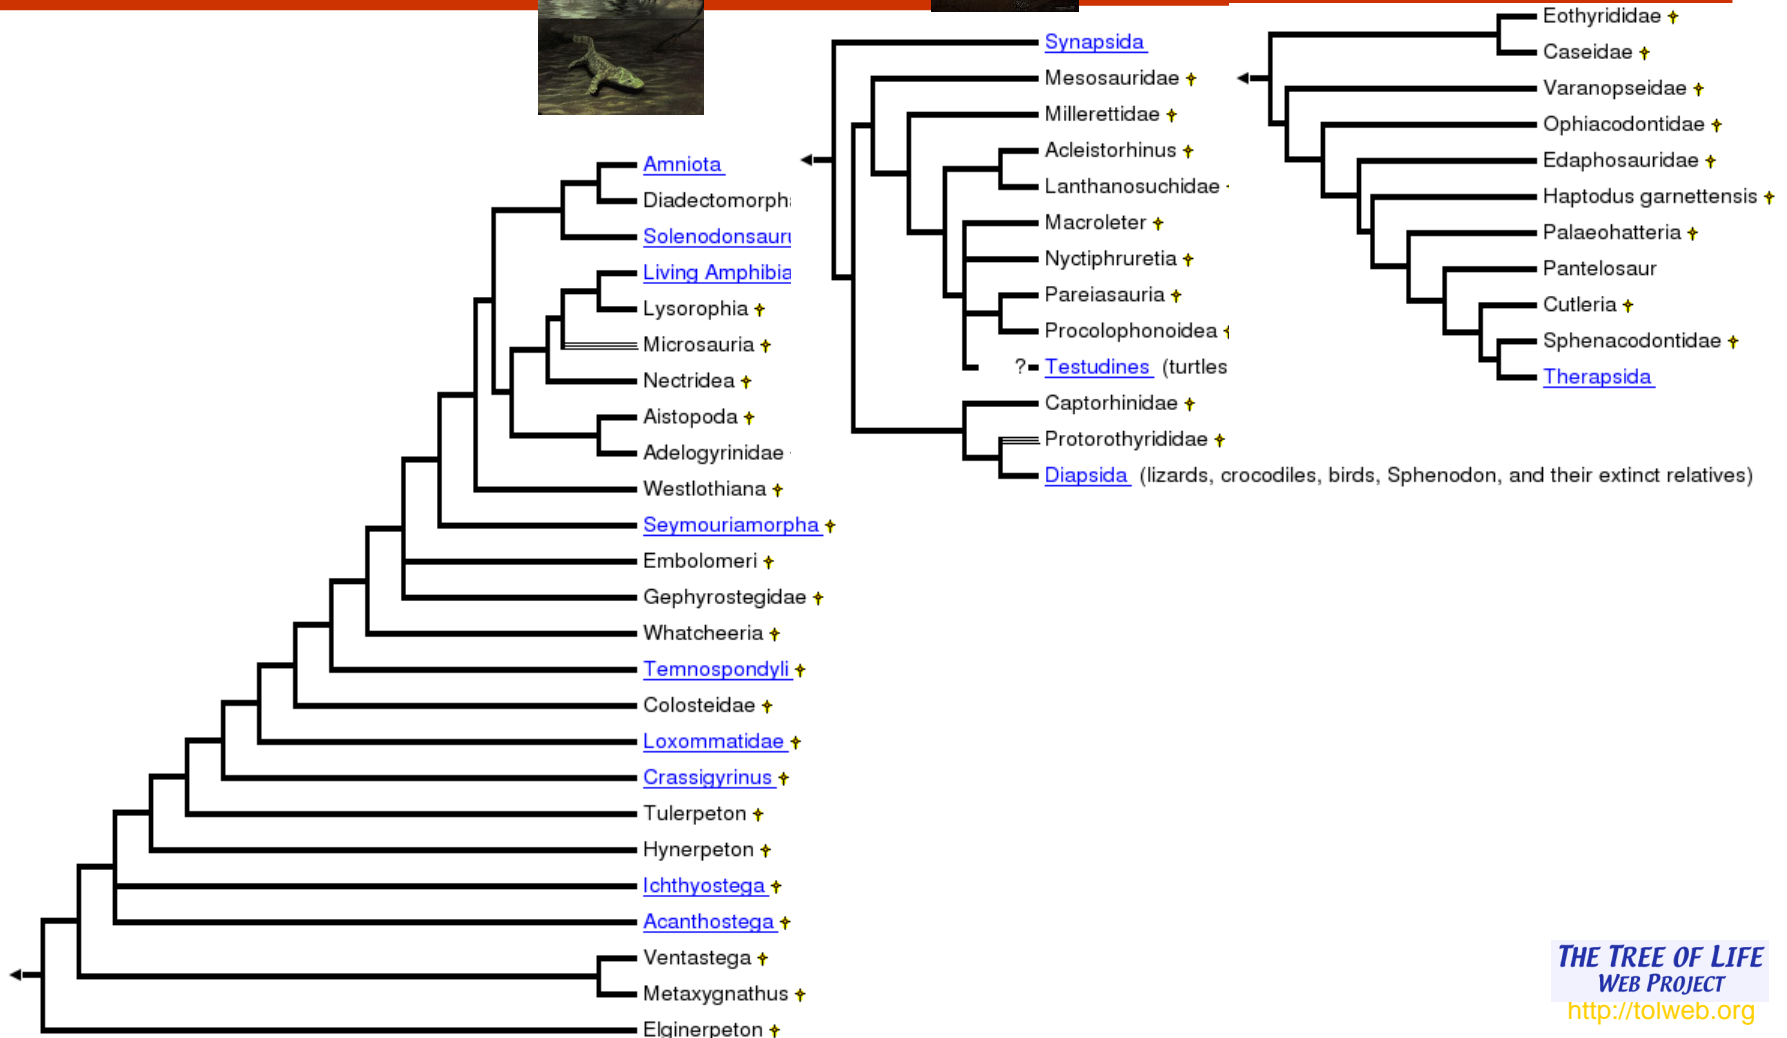 Amniota
Diadectomorph
Solenodonsaur
Living Amphibia
Lysorophia
Microsauria
Nectridea
Aistopoda
Adelogyrinidae
Westlothiana
Seymouriamorpha
Embolomeri
Gephyrostegidae
Whatcheeria
Temnospondyli
Colosteidae
Loxommatidae
Crassigyrinus
Tulerpeton
Hynerpeton
Ichthyostega
Acanthostega
Ventastega
Metaxygnathus
Elginerpeton
Synapsida
Mesosauridae
Millerettidae
Acleistorhinus
Lanthanosuchidae
Macroleter
Nyctiphruretia
Pareiasauria
Procolophonoidea
? Testudines (turtles
Captorhinidae
Protorothyrididae
Diapsida (lizards, crocodiles, birds, Sphenodon, and their extinct relatives)
Eothyrididae
Caseidae
Varanopseidae
Ophiacodontidae
Edaphosauridae
Haptodus garnettensis
Palaeohatteria
Pantelosaur
Cutleria
Sphenacodontidae
Therapsida
THE TREE OF LIFE
WEB PROJECT
http://tolweb.org